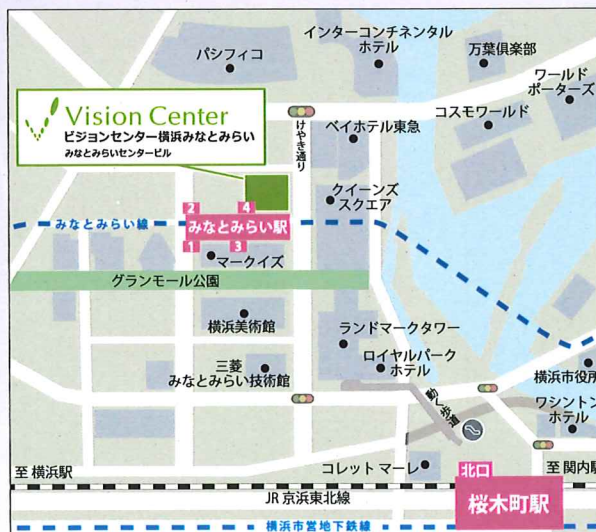 インターコンチネンタル
ホテル
パシフィコ
万葉倶楽部
ワールド
ポーターズ
Vision Center
ビジョンセンター横浜みなとみらい
みなとみらいセンタービル
けやき通り
ベイホテル東急
コスモワールド
クイーンズ
スクエア
2
4
みなとみらい線
みなとみらい駅
1
3
マークイズ
グランモール公園
横浜美術館
ランドマークタワー
三菱
みなとみらい技術館
ロイヤルパーク
ホテル
横浜市役所
動く歩道
ワシントン
ホテル
至 横浜駅
コレット マーレ
北口
至 関内駅
JR 京浜東北線
桜木町駅
横浜市営地下鉄線